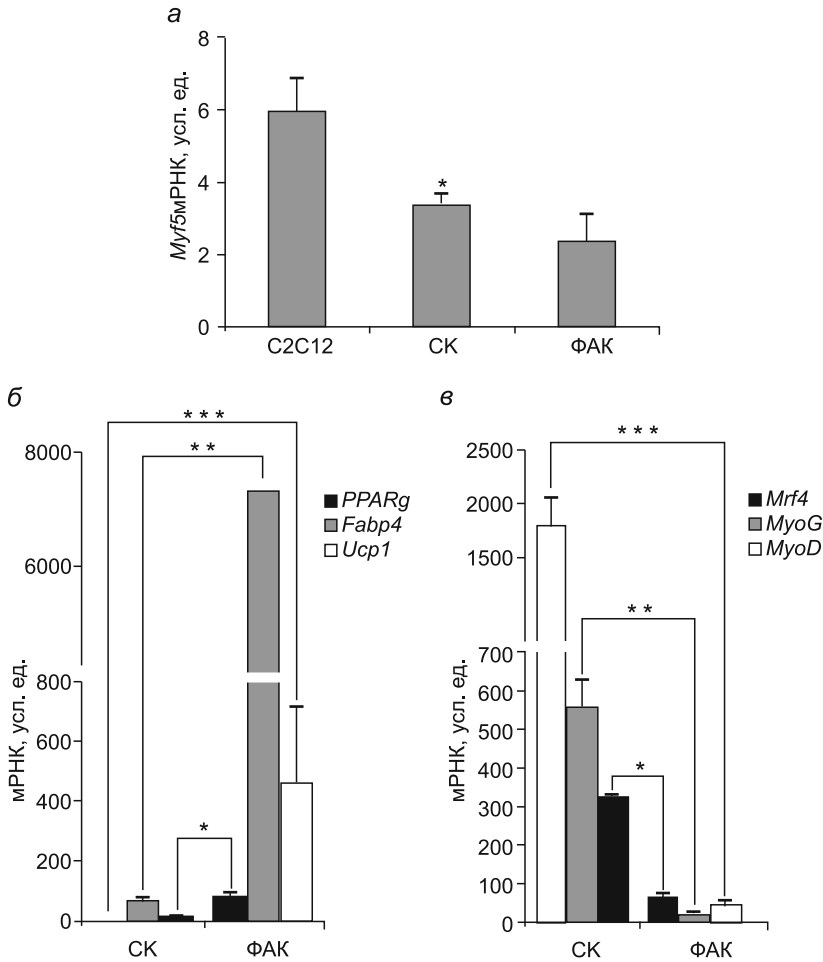 а
Myf5мРНК, усл. ед.
8
6
4
2
0
*
С2С12
СК
ФАК
б
мРНК, усл. ед.
8000
6000
800
600
400
200
0
* * *
* *
*
PPARg
Fabp4
Ucp1
СК
ФАК
в
мРНК, усл. ед.
2500
2000
1500
700
600
500
400
300
200
100
0
* * *
* *
*
Mrf4
MyoG
MyoD
СК
ФАК